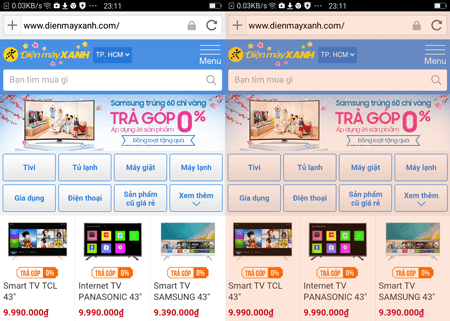 0.03KB/s 23:11
www.dienmayxanh.com/
Điện máy XANH TP. HCM Menu
Bạn tìm mua gì
Samsung trúng 60 chỉ vàng
TRẢ GÓP 0%
Áp dụng 26 sản phẩm
Đồng loạt tặng quà
Tivi Tủ lạnh Máy giặt Máy lạnh
Gia dụng Điện thoại Sản phẩm cũ giá rẻ Xem thêm
TRẢ GÓP 0% TRẢ GÓP 0% TRẢ GÓP 0%
Smart TV TCL 43" Internet TV PANASONIC 43" Smart TV SAMSUNG 43"
9.990.000₫ 9.990.000₫ 9.390.000₫
0.03KB/s 23:11
www.dienmayxanh.com/
Điện máy XANH TP. HCM Menu
Bạn tìm mua gì
Samsung trúng 60 chỉ vàng
TRẢ GÓP 0%
Áp dụng 26 sản phẩm
Đồng loạt tặng quà
Tivi Tủ lạnh Máy giặt Máy lạnh
Gia dụng Điện thoại Sản phẩm cũ giá rẻ Xem thêm
TRẢ GÓP 0% TRẢ GÓP 0% TRẢ GÓP 0%
Smart TV TCL 43" Internet TV PANASONIC 43" Smart TV SAMSUNG 43"
9.990.000₫ 9.990.000₫ 9.390.000₫